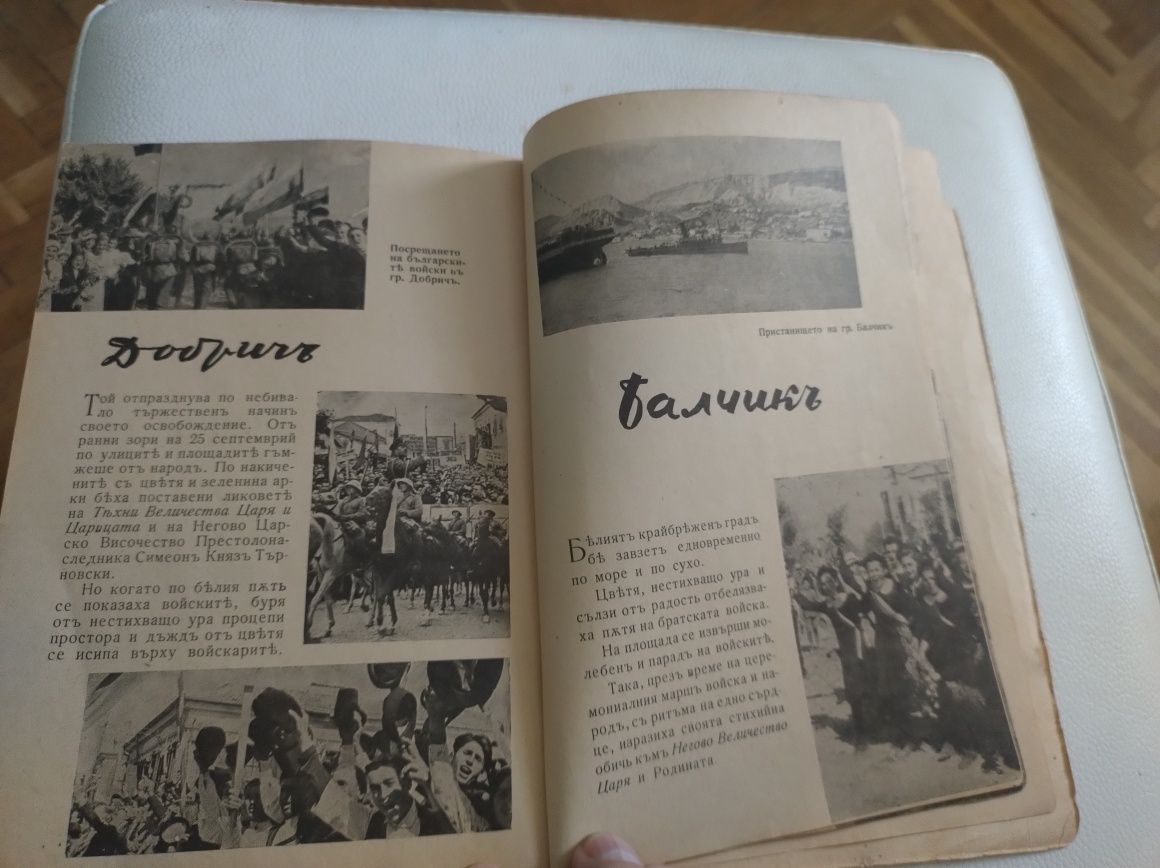 Посрещането
на българскитѣ
тѣ войски въ
гр. Добричъ.
Добричъ
Той отпразднува по небива-
ло тържественъ начинъ
своето освобождение. Отъ
ранни зори на 25 септемврий
по улицитѣ и площадитѣ гъм-
жеше отъ народъ. По накиче-
нитѣ съ цвѣтя и зеленина ар-
ки бѣха поставени ликоветѣ
на Тѣхни Величества Царя и
Царицата и на Негово Цар-
ско Височество Престолона-
следника Симеонъ Князъ Тър-
новски.
Но когато по бѣлия пѫть
се показаха войскитѣ, буря
отъ нестихващо ура процепи
простора и дъждъ отъ цвѣтя
се исипа върху войскаритѣ.
Пристанището на гр. Балчикъ
Балчикъ
Бѣлиятъ крайбрѣженъ градъ
бѣ завзетъ едновременно
по море и по сухо.
Цвѣтя, нестихващо ура и
сълзи отъ радость отбелязва-
ха пѫтя на братската войска.
На площада се извърши мо-
лебенъ и парадъ на войскитѣ.
Така, презъ време на цере-
мониалния маршъ войска и на-
родъ, съ ритъма на едно сърд-
це, изразиха своята стихийна
обичь къмъ Негово Величество
Царя и Родината